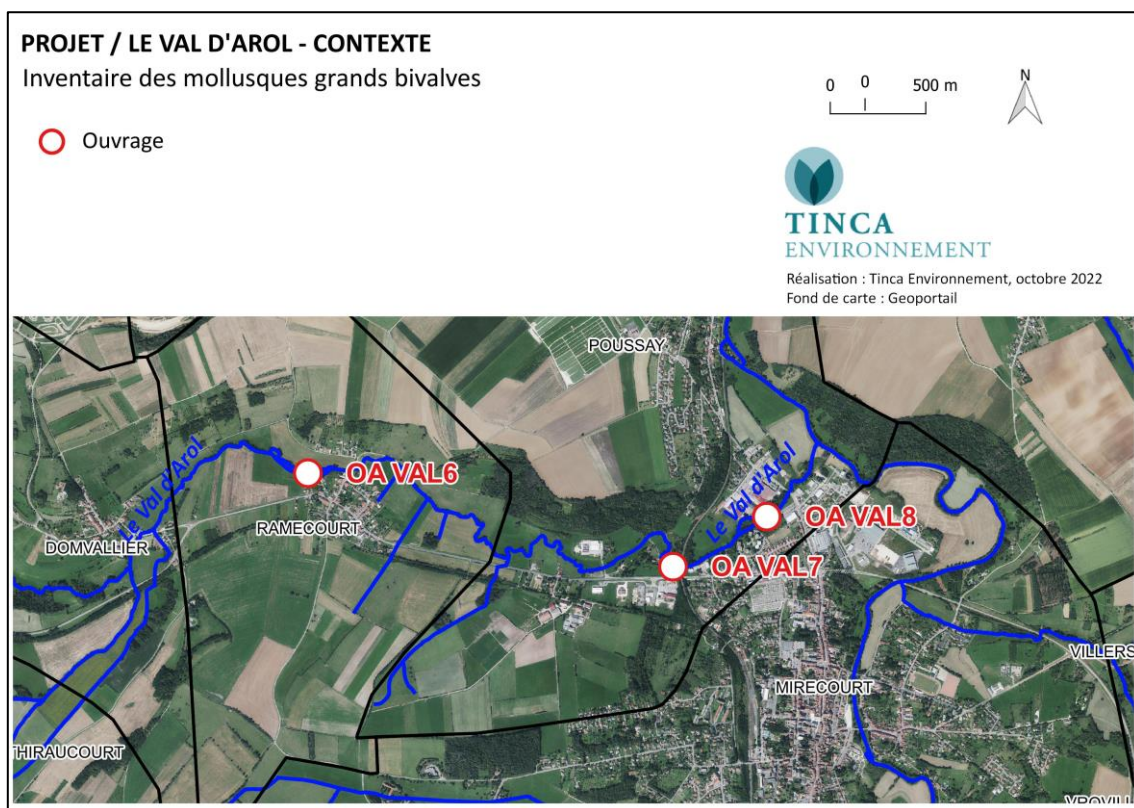 PROJET / LE VAL D'AROL - CONTEXTE
Inventaire des mollusques grands bivalves
Ouvrage
0 0 500 m
N
TINCA
ENVIRONNEMENT
Réalisation : Tinca Environnement, octobre 2022
Fond de carte : Geoportail
POUSSAY
Le Val d'Arol
OA VAL6
Le Val d'Arol
RAMECOURT
DOMVALLIER
OA VAL8
OA VAL7
VILLERS
MIRECOURT
THIRAUCOURT